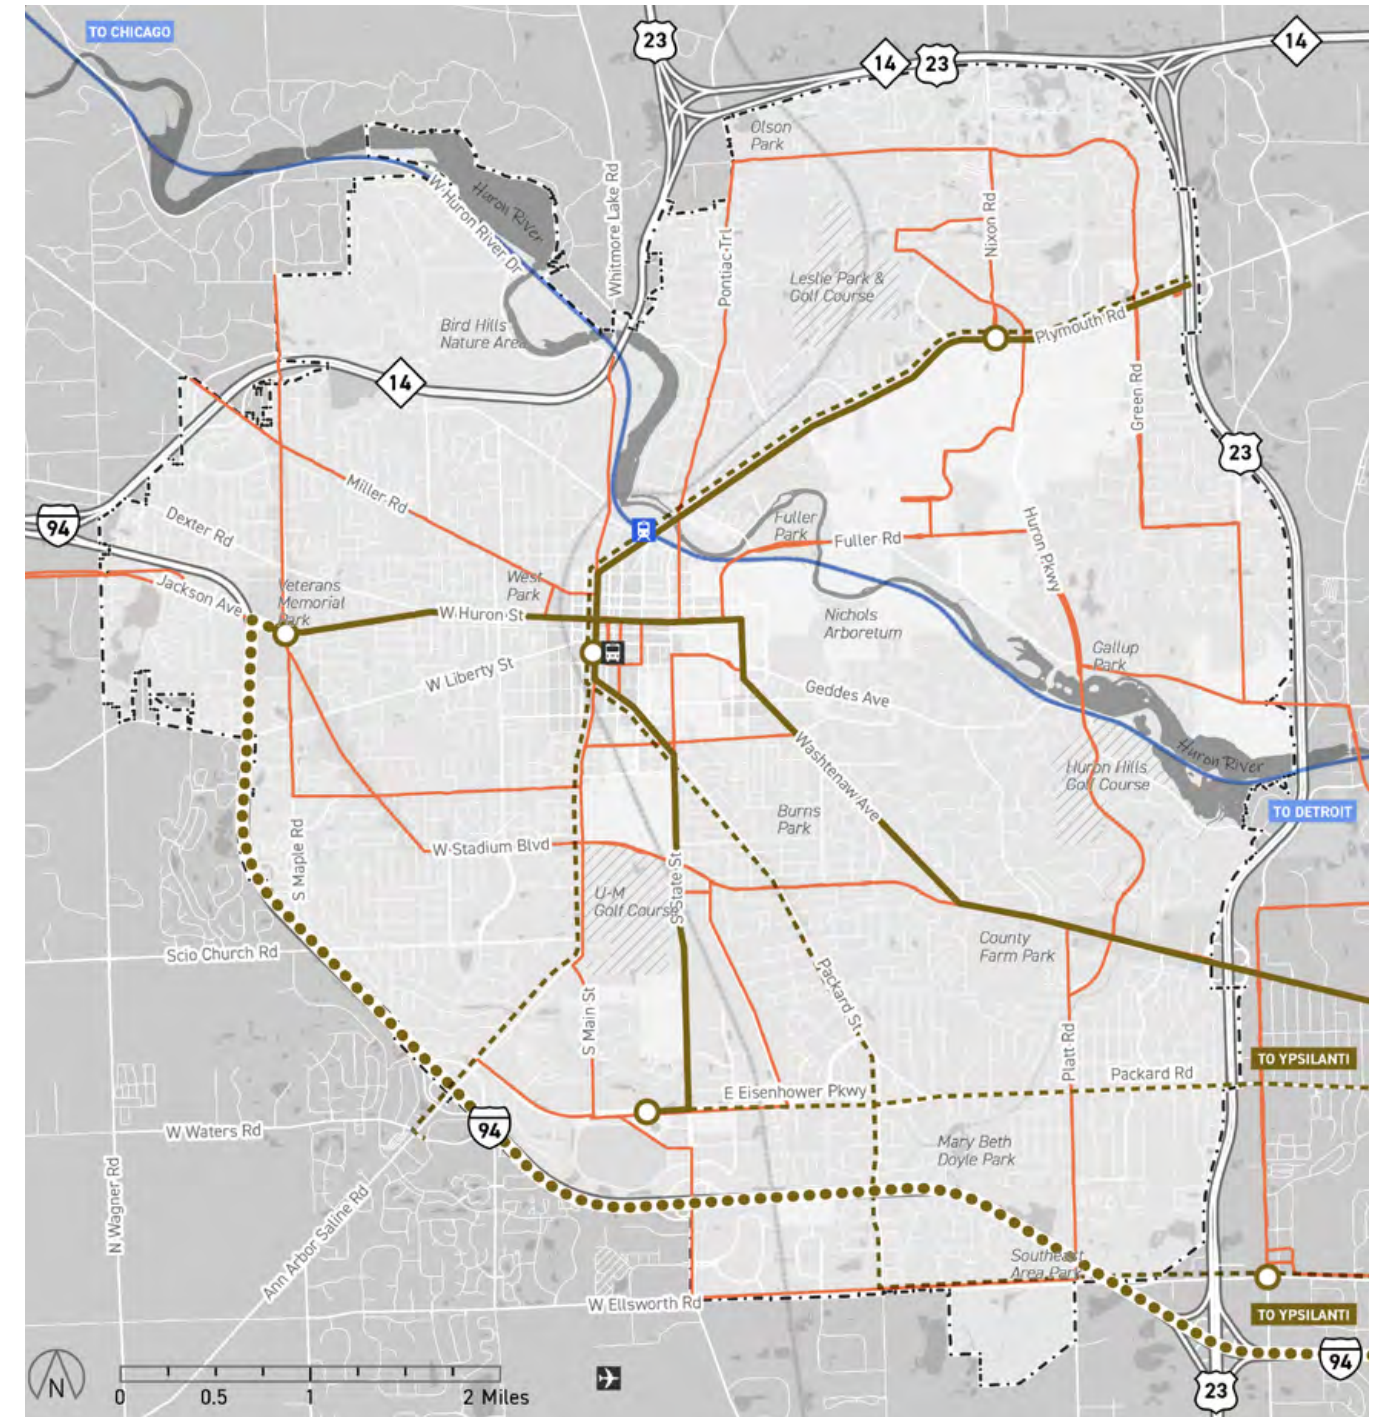 TO CHICAGO
23
14
23
14
Olson
Park
Huron River
W Huron River Dr
Whitmore Lake Rd
Pontiac Trl
Nixon Rd
Leslie Park &
Golf Course
Bird Hills
Nature Area
Plymouth Rd
14
Green Rd
23
Miller Rd
94
Dexter Rd
Fuller
Park
Fuller Rd
Huron Pkwy
Jackson Ave
Veterans
Memorial
Park
West
Park
W Huron St
Nichols
Arboretum
Gallup
Park
W Liberty St
Geddes Ave
Washtenaw Ave
Huron River
Huron Hills
Golf Course
TO DETROIT
Burns
Park
S Maple Rd
W Stadium Blvd
U-M
Golf Course
S State St
Scio Church Rd
County
Farm Park
Packard St
S Main St
Platt Rd
TO YPSILANTI
Packard Rd
E Eisenhower Pkwy
94
W Waters Rd
Mary Beth
Doyle Park
N Wagner Rd
Ann Arbor Saline Rd
Southeast
Area Park
W Ellsworth Rd
TO YPSILANTI
94
23
N
0
0.5
1
2 Miles